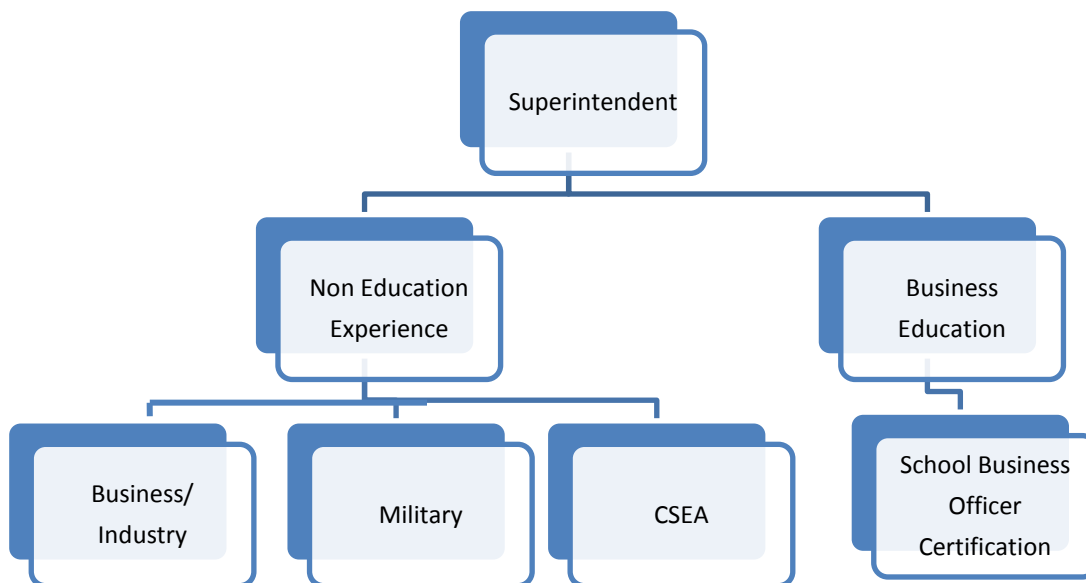 Superintendent
Non Education
Experience
Business
Education
Business/
Industry
Military
CSEA
School Business
Officer
Certification